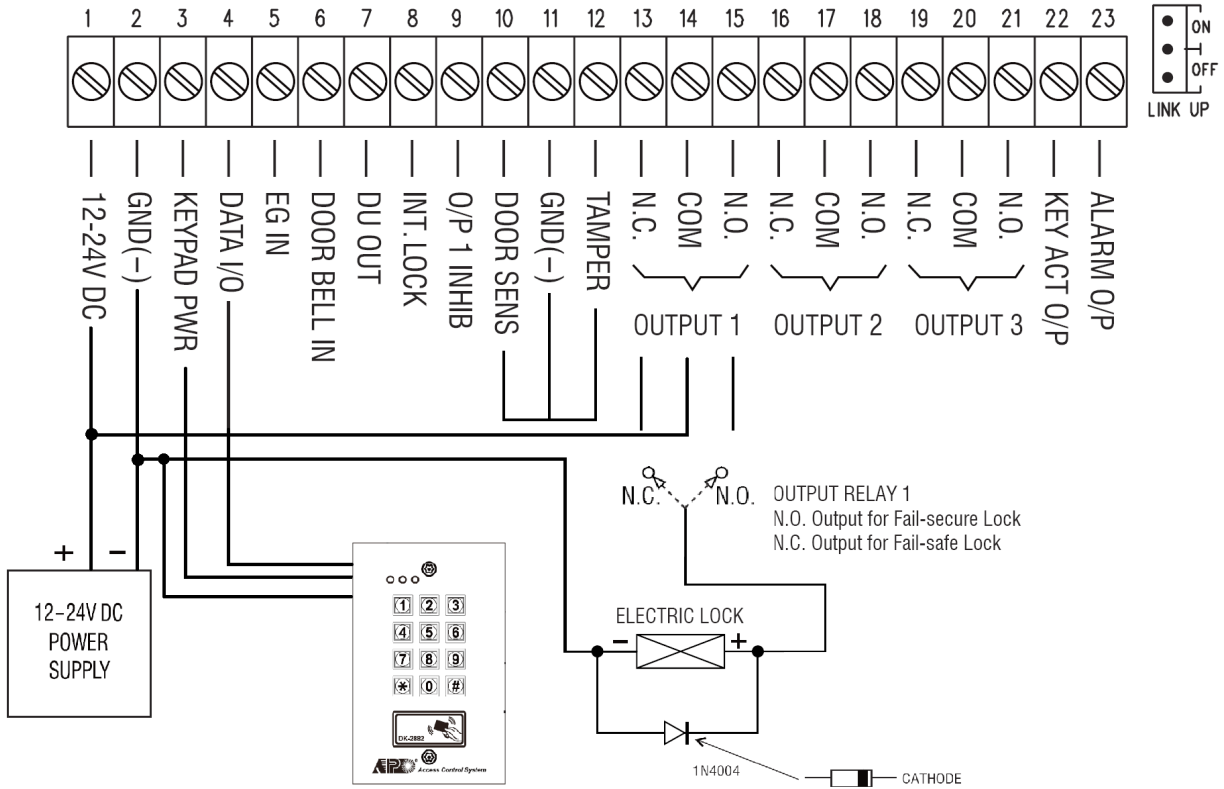 1 2 3 4 5 6 7 8 9 10 11 12 13 14 15 16 17 18 19 20 21 22 23
ON
OFF
LINK UP
12-24V DC
GND(-)
KEYPAD PWR
DATA I/O
EG IN
DOOR BELL IN
DU OUT
INT. LOCK
O/P 1 INHIB
DOOR SENS
GND(-)
TAMPER
N.C.
COM
N.O.
N.C.
COM
N.O.
N.C.
COM
N.O.
KEY ACT O/P
ALARM O/P
OUTPUT 1 OUTPUT 2 OUTPUT 3
N.C. N.O.
OUTPUT RELAY 1
N.O. Output for Fail-secure Lock
N.C. Output for Fail-safe Lock
+ -
12-24V DC
POWER
SUPPLY
1 2 3
4 5 6
7 8 9
* 0 #
DK-2882
APO Access Control System
ELECTRIC LOCK
- +
1N4004
CATHODE